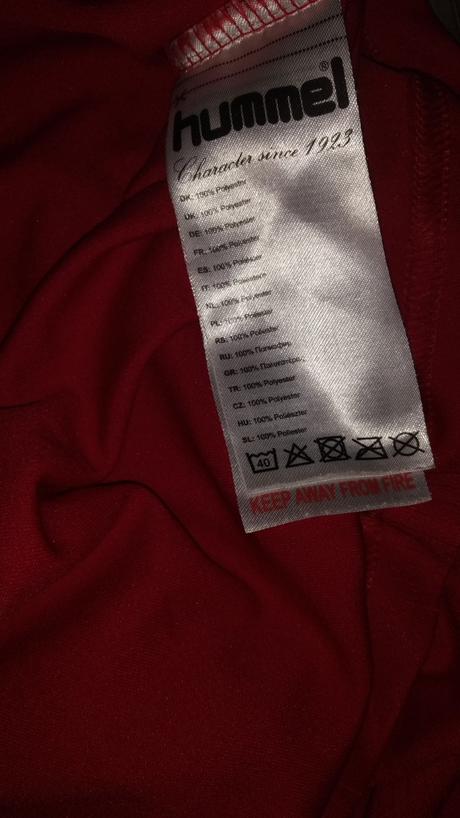 hummel®
Character since 1923
DK: 100% Polyester
UK: 100% Polyester
DE: 100% Polyester
FR: 100% Polyester
ES: 100% Poliéster
IT: 100% Poliestere
NL: 100% Polyester
PL: 100% Poliester
RS: 100% Poliester
RU: 100% Полиэфир
GR: 100% Πολυεστέρας
TR: 100% Polyester
CZ: 100% Polyester
HU: 100% Poliészter
SL: 100% Poliester
40
KEEP AWAY FROM FIRE